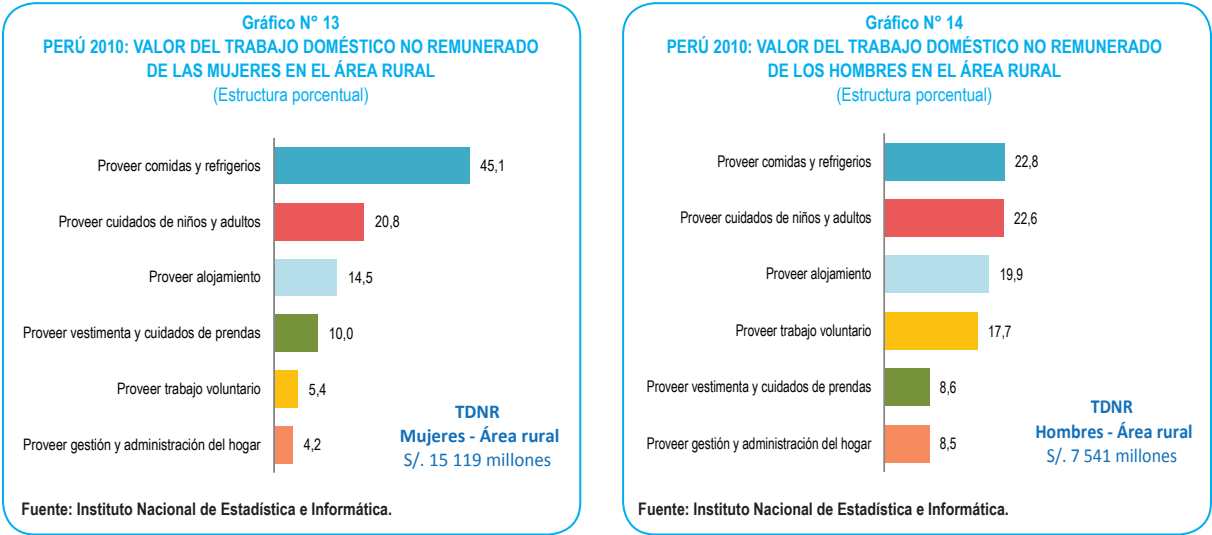 Gráfico N° 13
PERÚ 2010: VALOR DEL TRABAJO DOMÉSTICO NO REMUNERADO
DE LAS MUJERES EN EL ÁREA RURAL
(Estructura porcentual)
Proveer comidas y refrigerios 45,1
Proveer cuidados de niños y adultos 20,8
Proveer alojamiento 14,5
Proveer vestimenta y cuidados de prendas 10,0
Proveer trabajo voluntario 5,4
Proveer gestión y administración del hogar 4,2
TDNR
Mujeres - Área rural
S/. 15 119 millones
Fuente: Instituto Nacional de Estadística e Informática.
Gráfico N° 14
PERÚ 2010: VALOR DEL TRABAJO DOMÉSTICO NO REMUNERADO
DE LOS HOMBRES EN EL ÁREA RURAL
(Estructura porcentual)
Proveer comidas y refrigerios 22,8
Proveer cuidados de niños y adultos 22,6
Proveer alojamiento 19,9
Proveer trabajo voluntario 17,7
Proveer vestimenta y cuidados de prendas 8,6
Proveer gestión y administración del hogar 8,5
TDNR
Hombres - Área rural
S/. 7 541 millones
Fuente: Instituto Nacional de Estadística e Informática.